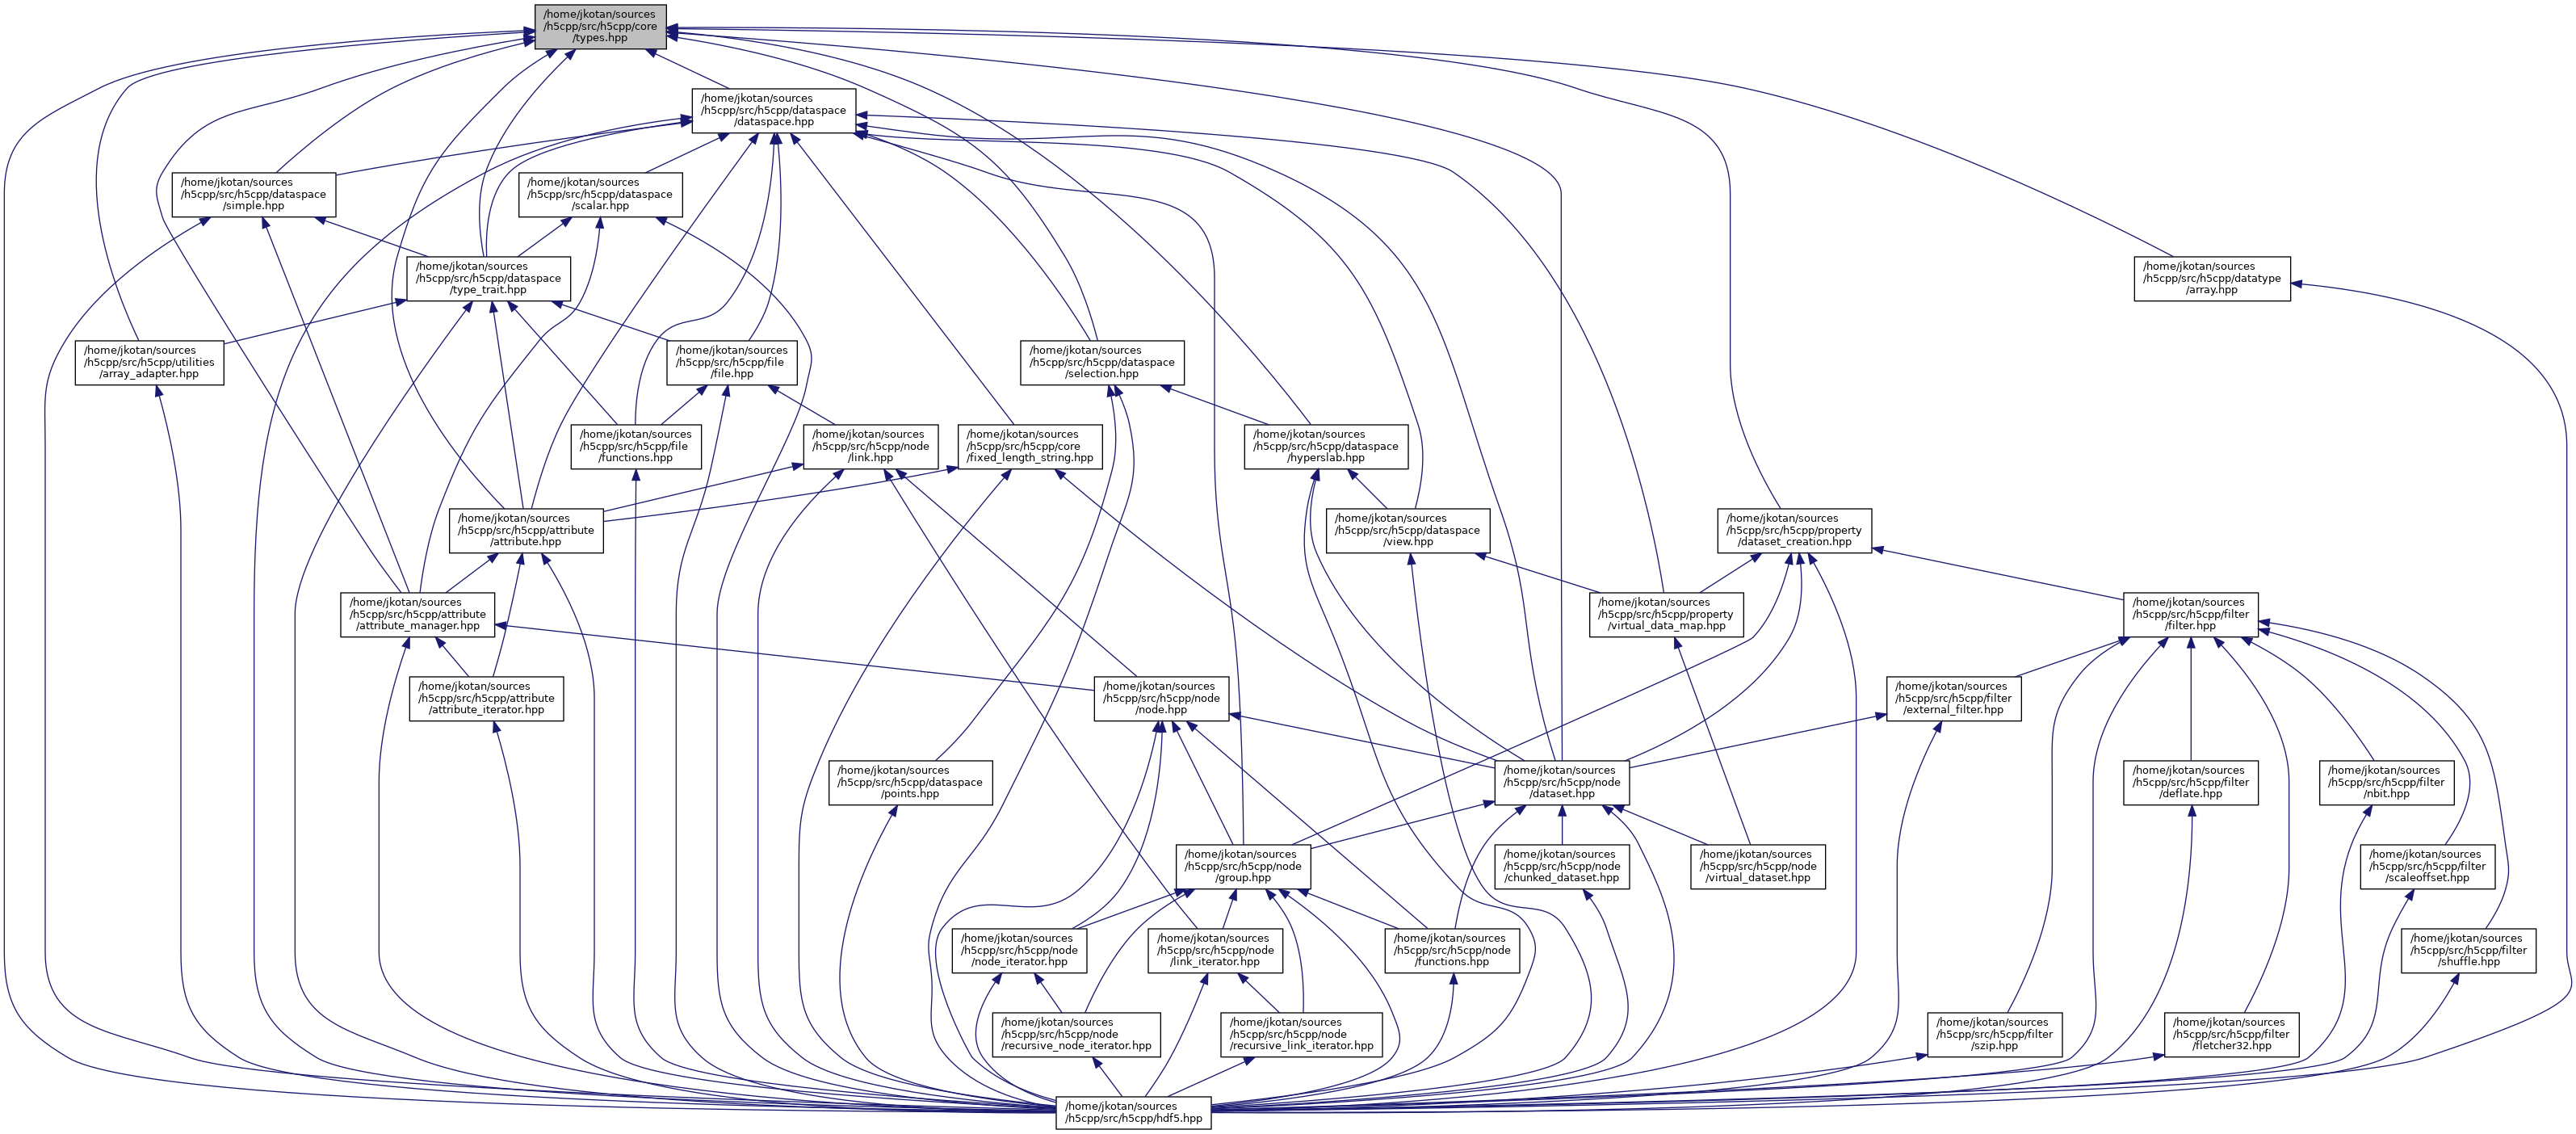 /home/jkotan/sources
/h5cpp/src/h5cpp/core
/types.hpp
/home/jkotan/sources
/h5cpp/src/h5cpp/dataspace
/dataspace.hpp
/home/jkotan/sources
/h5cpp/src/h5cpp/dataspace
/simple.hpp
/home/jkotan/sources
/h5cpp/src/h5cpp/dataspace
/scalar.hpp
/home/jkotan/sources
/h5cpp/src/h5cpp/dataspace
/type_trait.hpp
/home/jkotan/sources
/h5cpp/src/h5cpp/datatype
/array.hpp
/home/jkotan/sources
/h5cpp/src/h5cpp/utilities
/array_adapter.hpp
/home/jkotan/sources
/h5cpp/src/h5cpp/file
/file.hpp
/home/jkotan/sources
/h5cpp/src/h5cpp/dataspace
/selection.hpp
/home/jkotan/sources
/h5cpp/src/h5cpp/file
/functions.hpp
/home/jkotan/sources
/h5cpp/src/h5cpp/node
/link.hpp
/home/jkotan/sources
/h5cpp/src/h5cpp/core
/fixed_length_string.hpp
/home/jkotan/sources
/h5cpp/src/h5cpp/dataspace
/hyperslab.hpp
/home/jkotan/sources
/h5cpp/src/h5cpp/attribute
/attribute.hpp
/home/jkotan/sources
/h5cpp/src/h5cpp/dataspace
/view.hpp
/home/jkotan/sources
/h5cpp/src/h5cpp/property
/dataset_creation.hpp
/home/jkotan/sources
/h5cpp/src/h5cpp/attribute
/attribute_manager.hpp
/home/jkotan/sources
/h5cpp/src/h5cpp/property
/virtual_data_map.hpp
/home/jkotan/sources
/h5cpp/src/h5cpp/filter
/filter.hpp
/home/jkotan/sources
/h5cpp/src/h5cpp/attribute
/attribute_iterator.hpp
/home/jkotan/sources
/h5cpp/src/h5cpp/node
/node.hpp
/home/jkotan/sources
/h5cpp/src/h5cpp/filter
/external_filter.hpp
/home/jkotan/sources
/h5cpp/src/h5cpp/dataspace
/points.hpp
/home/jkotan/sources
/h5cpp/src/h5cpp/node
/dataset.hpp
/home/jkotan/sources
/h5cpp/src/h5cpp/filter
/deflate.hpp
/home/jkotan/sources
/h5cpp/src/h5cpp/filter
/nbit.hpp
/home/jkotan/sources
/h5cpp/src/h5cpp/node
/group.hpp
/home/jkotan/sources
/h5cpp/src/h5cpp/node
/chunked_dataset.hpp
/home/jkotan/sources
/h5cpp/src/h5cpp/node
/virtual_dataset.hpp
/home/jkotan/sources
/h5cpp/src/h5cpp/filter
/scaleoffset.hpp
/home/jkotan/sources
/h5cpp/src/h5cpp/node
/node_iterator.hpp
/home/jkotan/sources
/h5cpp/src/h5cpp/node
/link_iterator.hpp
/home/jkotan/sources
/h5cpp/src/h5cpp/node
/functions.hpp
/home/jkotan/sources
/h5cpp/src/h5cpp/filter
/shuffle.hpp
/home/jkotan/sources
/h5cpp/src/h5cpp/node
/recursive_node_iterator.hpp
/home/jkotan/sources
/h5cpp/src/h5cpp/node
/recursive_link_iterator.hpp
/home/jkotan/sources
/h5cpp/src/h5cpp/filter
/szip.hpp
/home/jkotan/sources
/h5cpp/src/h5cpp/filter
/fletcher32.hpp
/home/jkotan/sources
/h5cpp/src/h5cpp/hdf5.hpp